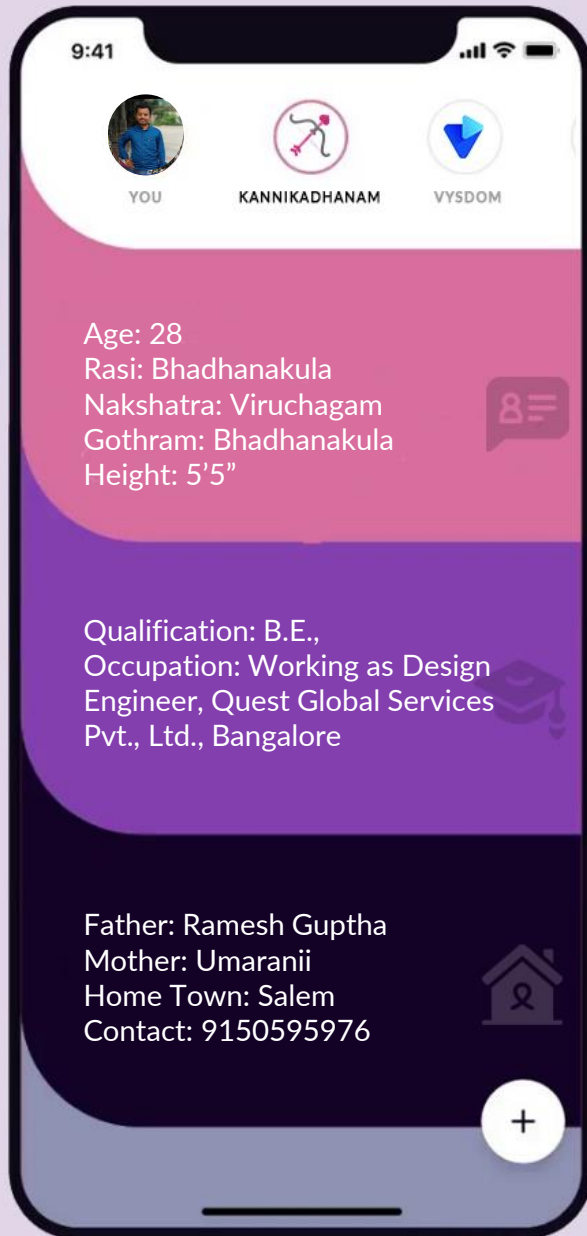 9:41
YOU
KANNIKADHANAM
VYSDOM
Age: 28
Rasi: Bhadhanakula
Nakshatra: Viruchagam
Gothram: Bhadhanakula
Height: 5’5”
Qualification: B.E.,
Occupation: Working as Design
Engineer, Quest Global Services
Pvt., Ltd., Bangalore
Father: Ramesh Guptha
Mother: Umaranii
Home Town: Salem
Contact: 9150595976